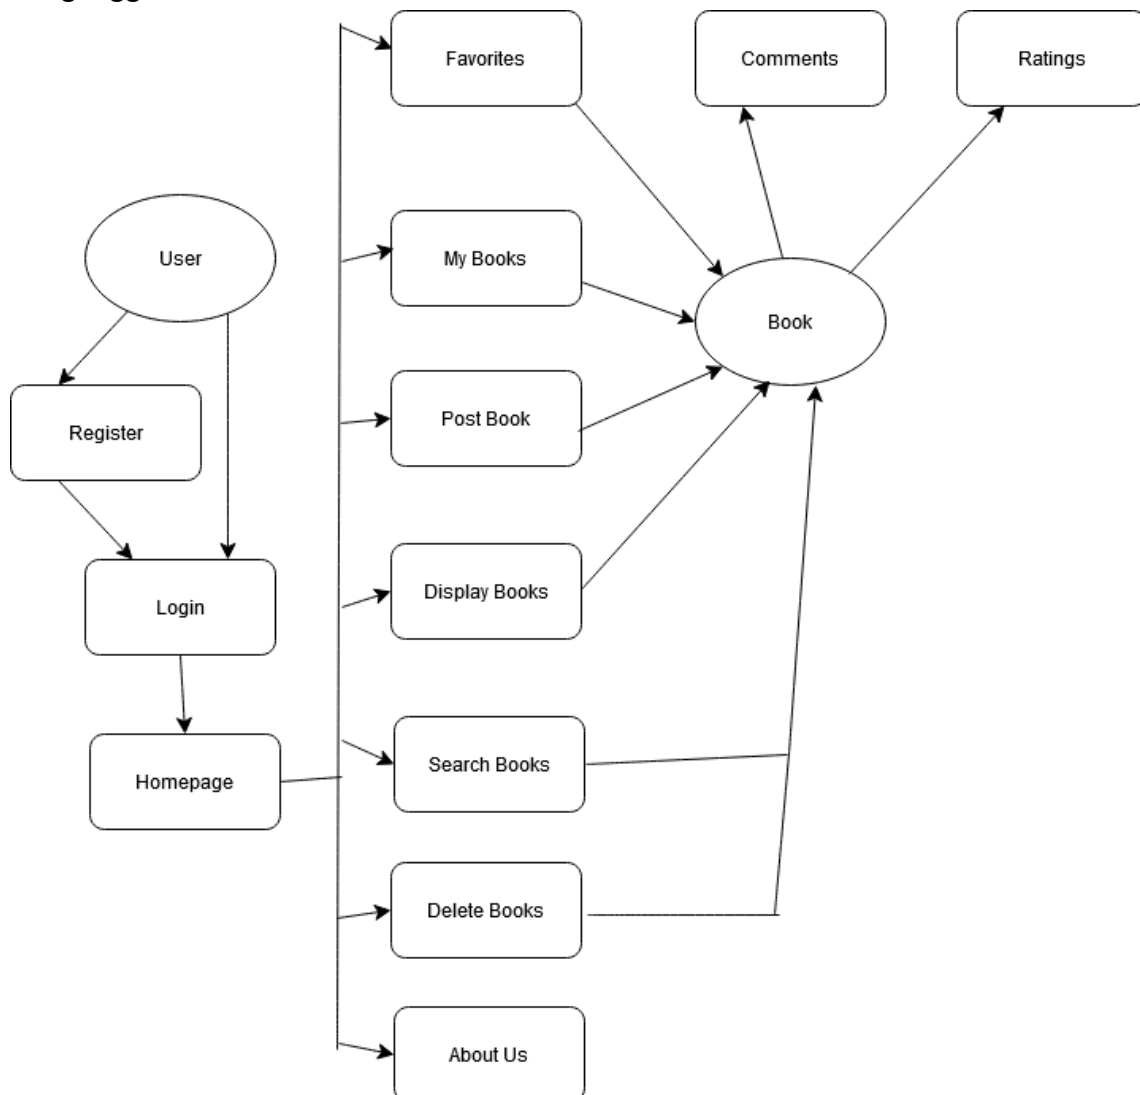 Favorites
Comments
Ratings
User
My Books
Book
Post Book
Register
Display Books
Login
Search Books
Homepage
Delete Books
About Us